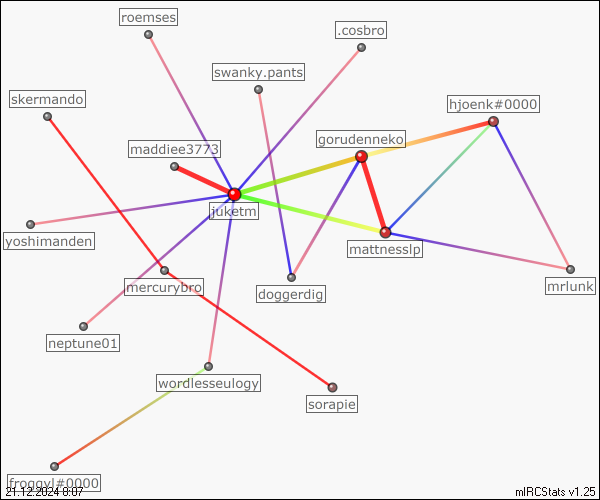 roemses
.cosbro
swanky.pants
skermando
hjoenk#0000
gorudenneko
maddiee3773
juketm
yoshimanden
mattnesslp
mercurybro
doggerdig
mrlunk
neptune01
wordlesseulogy
sorapie
froggyl#0000
21.12.2024 8:07
mIRCStats v1.25